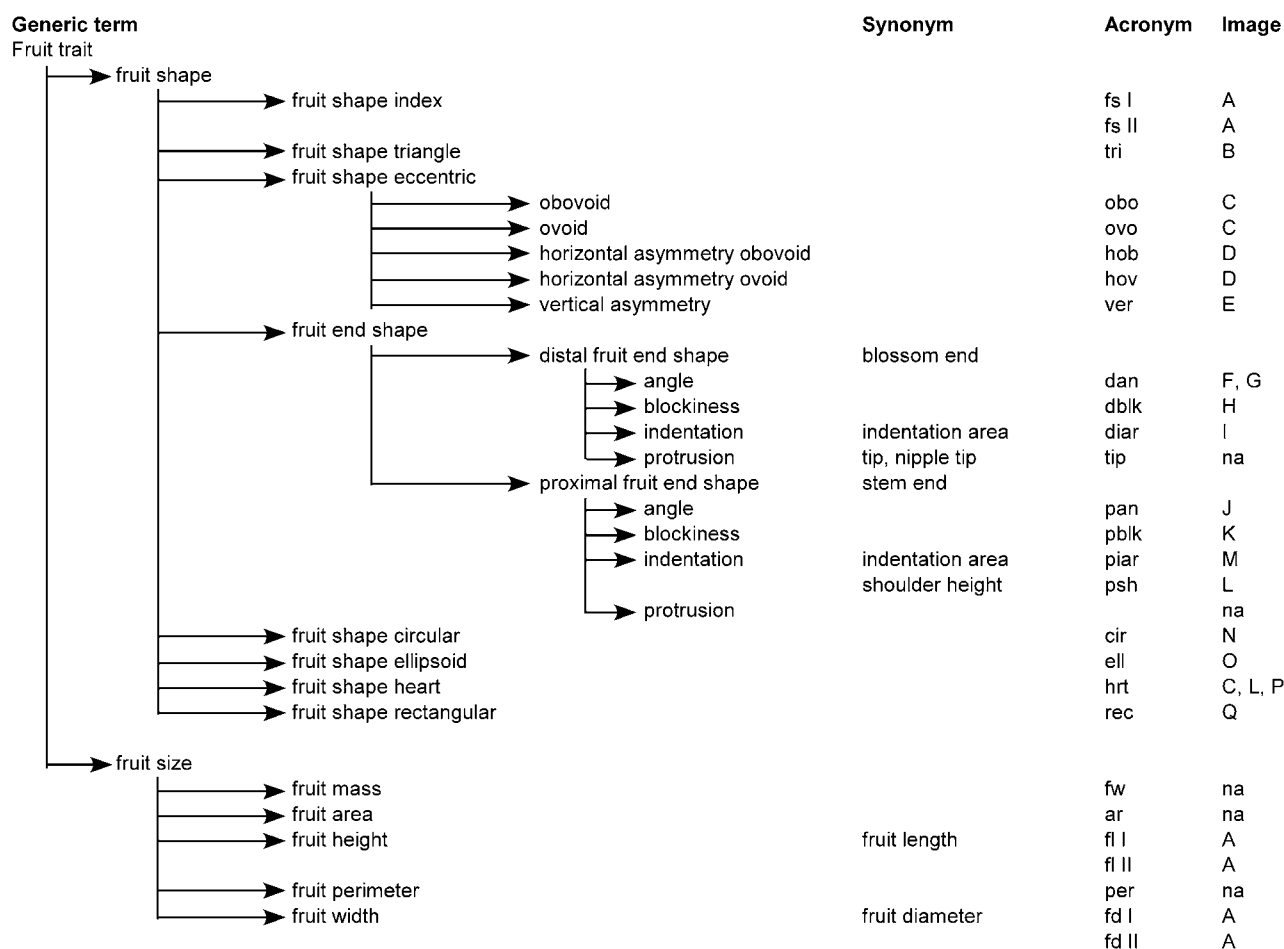 Generic term Synonym Acronym Image
Fruit trait
fruit shape
fruit shape index fs I A
fs II A
fruit shape triangle tri B
fruit shape eccentric
obovoid obo C
ovoid ovo C
horizontal asymmetry obovoid hob D
horizontal asymmetry ovoid hov D
vertical asymmetry ver E
fruit end shape
distal fruit end shape blossom end
angle dan F, G
blockiness dblk H
indentation indentation area diar I
protrusion tip, nipple tip tip na
proximal fruit end shape stem end
angle pan J
blockiness pblk K
indentation indentation area piar M
shoulder height psh L
protrusion na
fruit shape circular cir N
fruit shape ellipsoid ell O
fruit shape heart hrt C, L, P
fruit shape rectangular rec Q
fruit size
fruit mass fw na
fruit area ar na
fruit height fruit length fl I A
fl II A
fruit perimeter per na
fruit width fruit diameter fd I A
fd II A